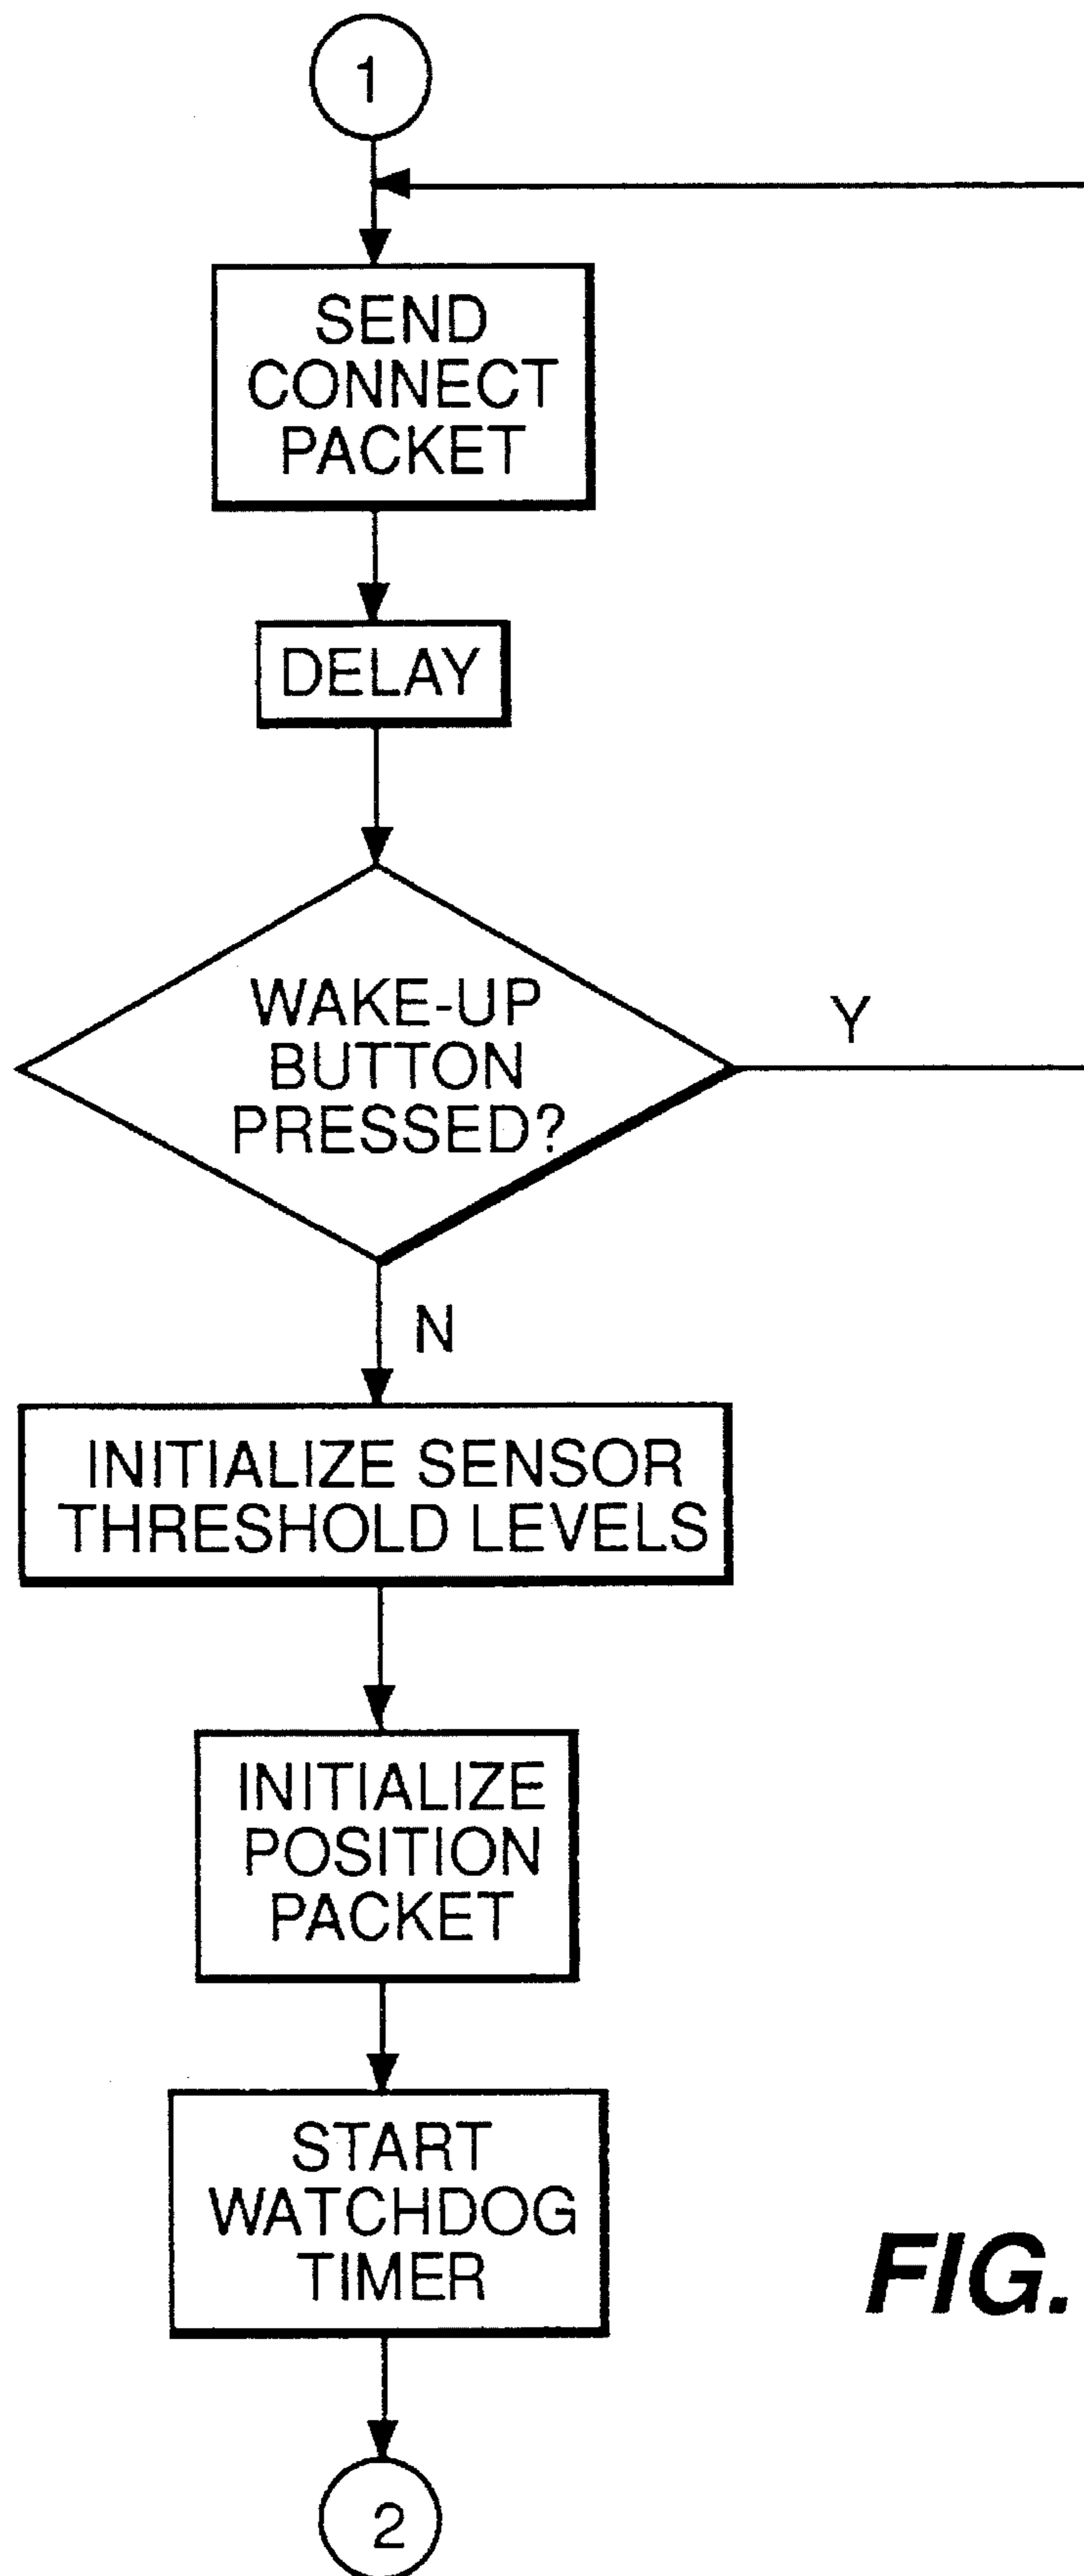 1
SEND
CONNECT
PACKET
DELAY
WAKE-UP
BUTTON
PRESSED?
Y
N
INITIALIZE SENSOR
THRESHOLD LEVELS
INITIALIZE
POSITION
PACKET
START
WATCHDOG
TIMER
FIG.
2